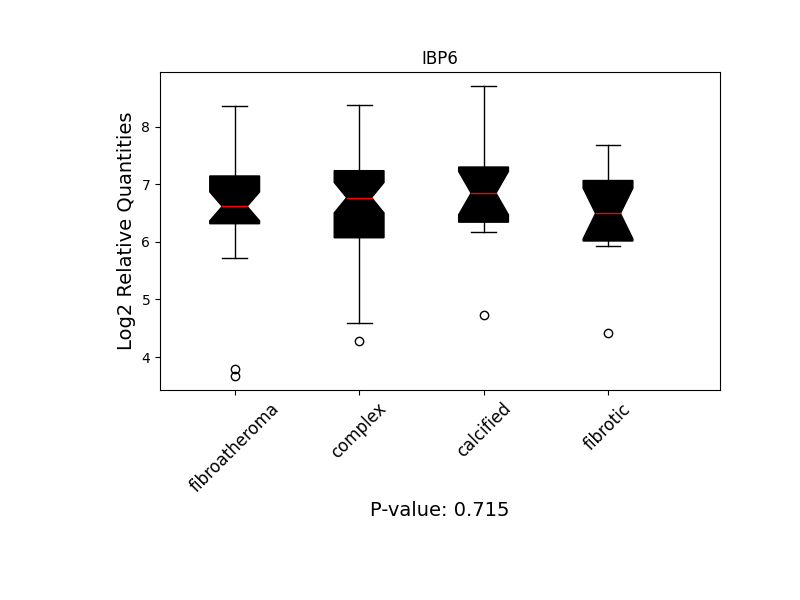 IBP6
Log2 Relative Quantities
8
7
6
5
4
fibroatheroma
complex
calcified
fibrotic
P-value: 0.715